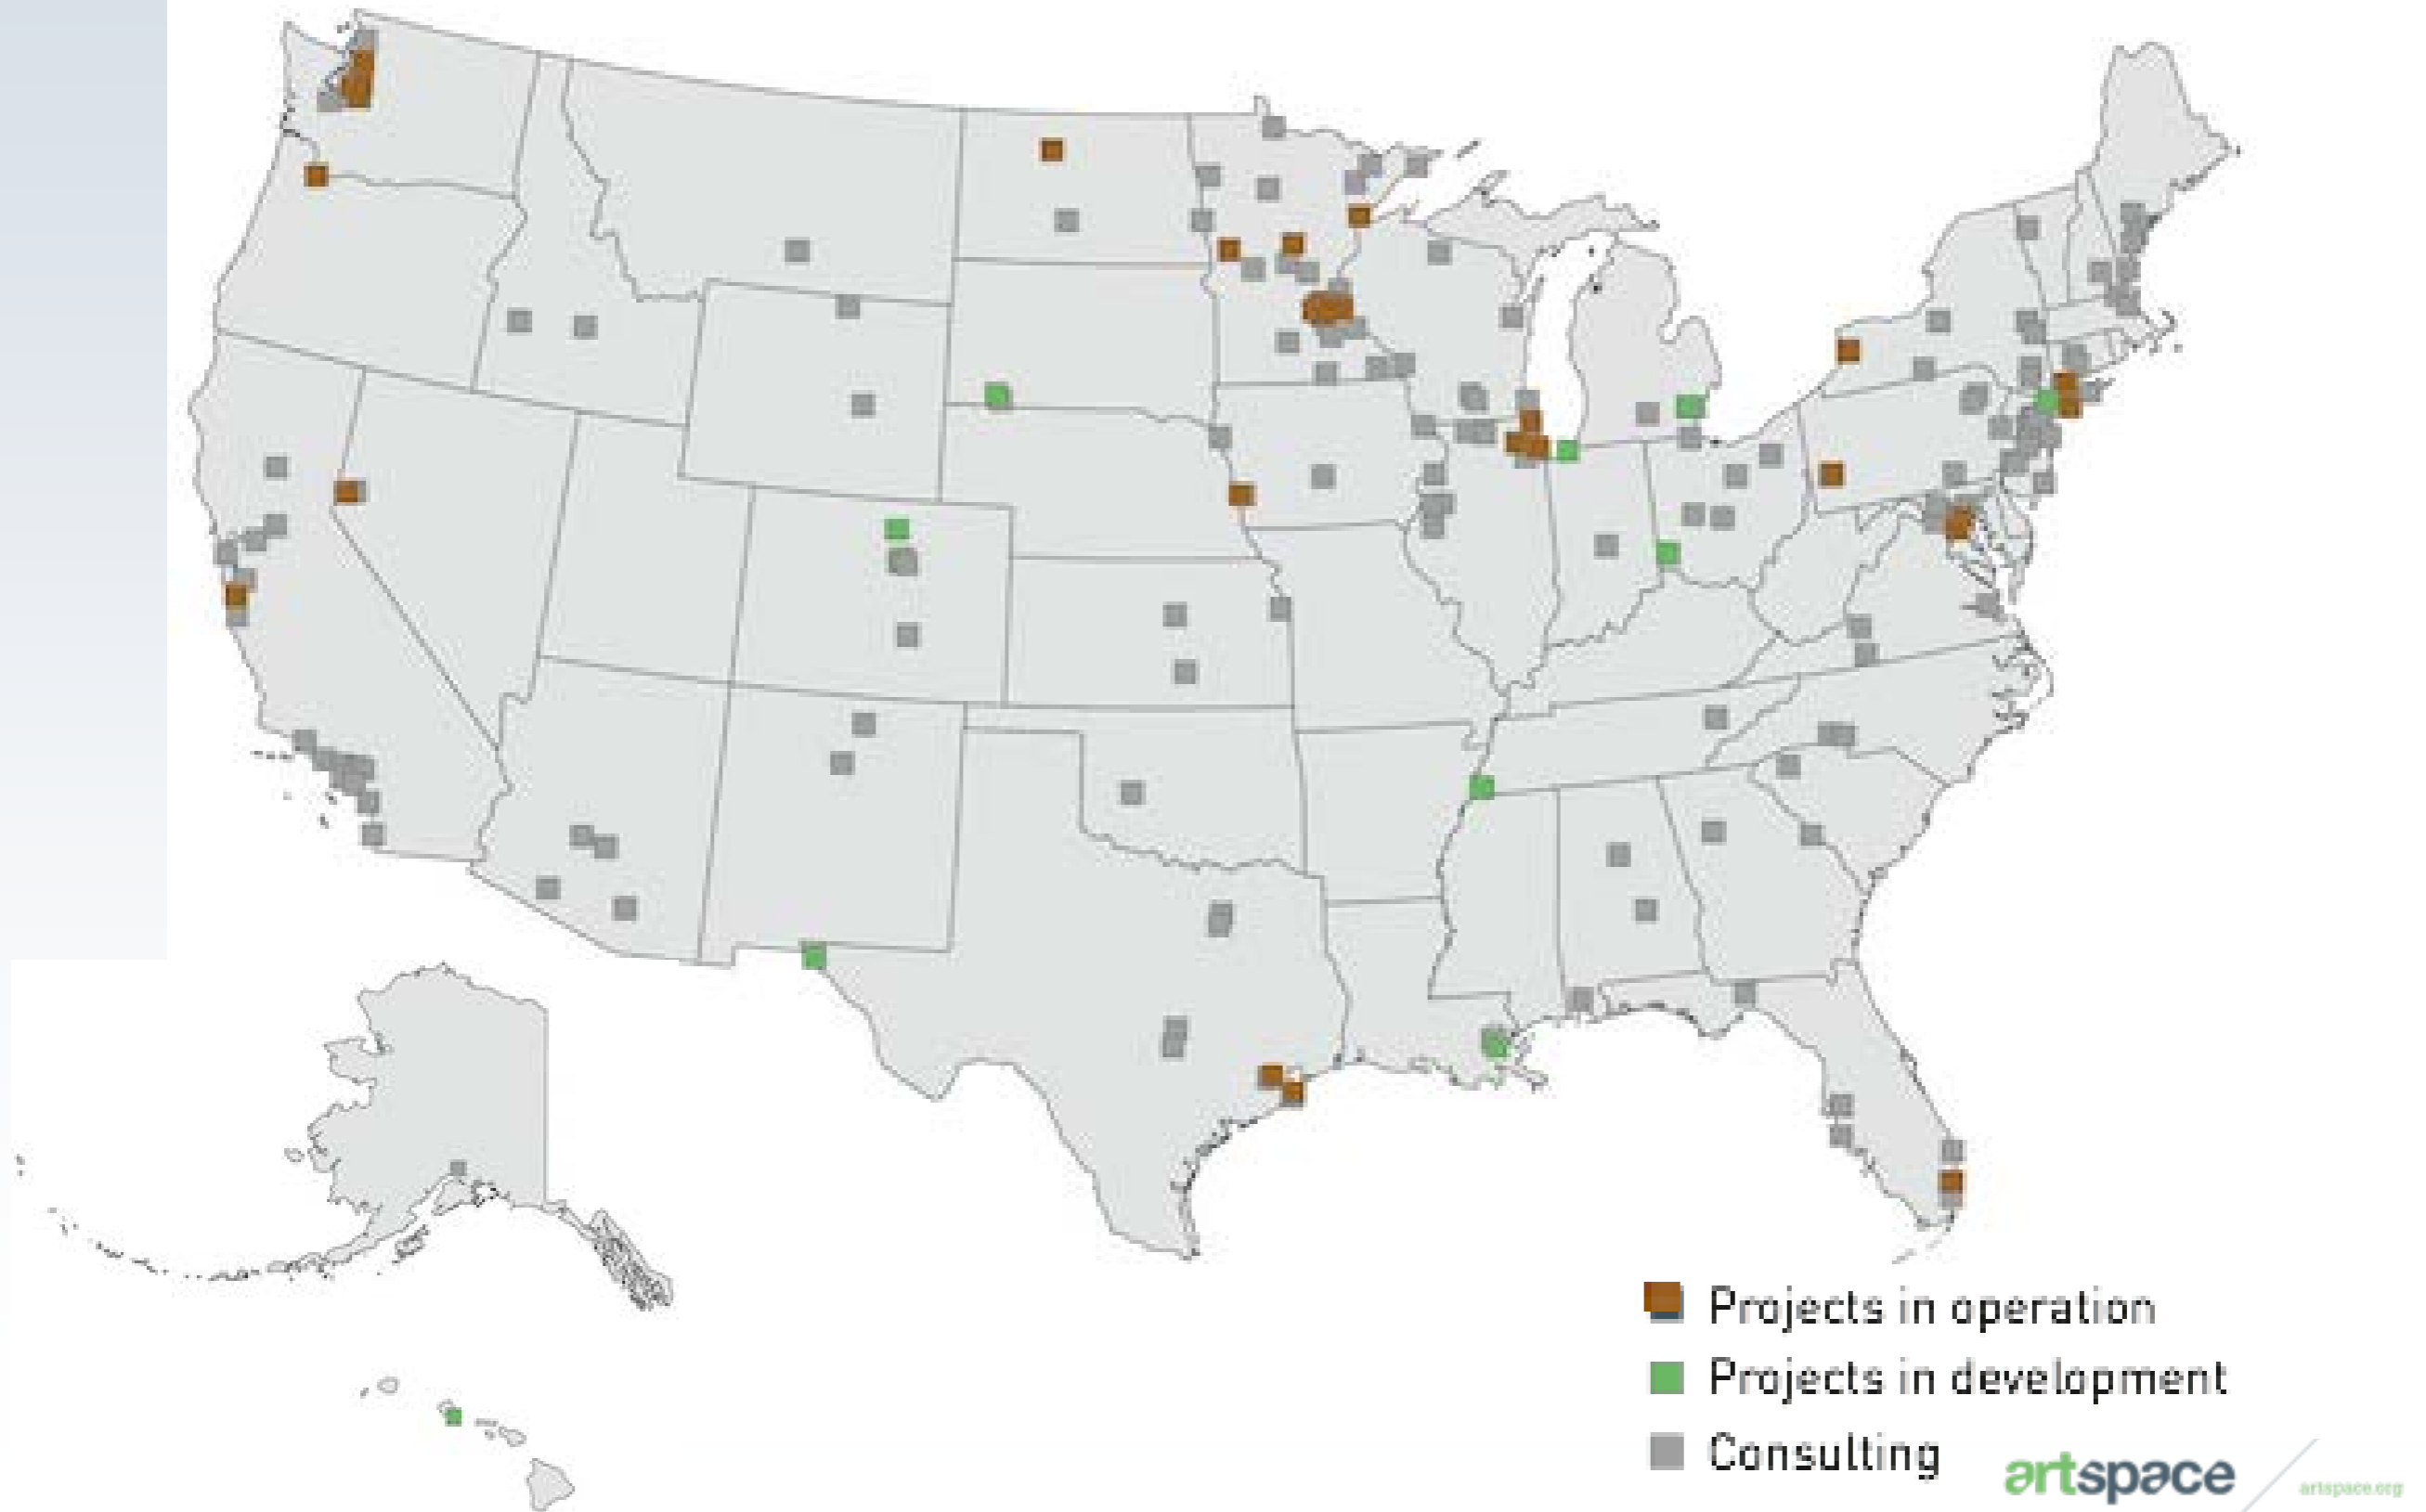 Projects in operation
Projects in development
Consulting
artspace
artspace.org